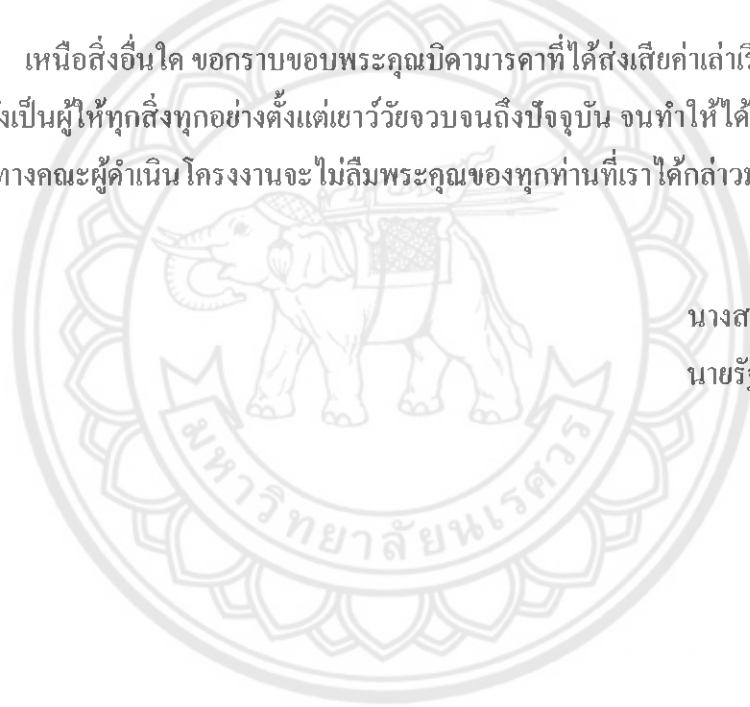 เหนือสิ่งอื่นใด ขอกราบขอบพระคุณบิดามารดาที่ได้ส่งเสียค่าเล่าเรี
งเป็นผู้ให้ทุกสิ่งทุกอย่างตั้งแต่เยาว์วัยจวบจนถึงปัจจุบัน จนทำให้ได้
ทางคณะผู้ดำเนินโครงงานจะไม่ลืมพระคุณของทุกท่านที่เราได้กล่าวม
นางส
นายรัฐ
มหาวิทยาลัยนเรศวร